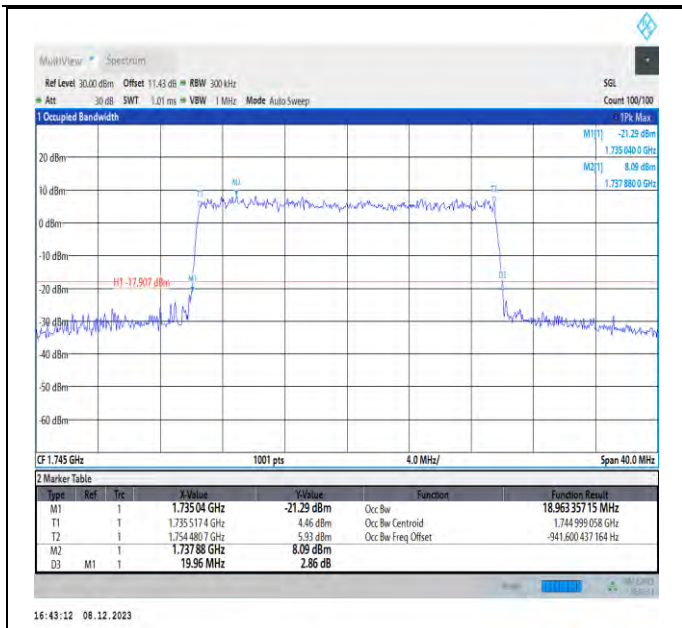 MultiView Spectrum
Ref Level 30.00 dBm Offset 11.43 dB RBW 300 kHz SGL
Att 30 dB SWT 1.01 ms VBW 1 MHz Mode Auto Sweep Count 100/100
1 Occupied Bandwidth 1Pk Max
M1[1] -21.29 dBm
1.735 040 0 GHz
M2[1] 8.09 dBm
1.737 880 0 GHz
20 dBm
10 dBm
M2
T1
T2
0 dBm
-10 dBm
H1 -17.907 dBm
M1
D3
-20 dBm
-30 dBm
-40 dBm
-50 dBm
-60 dBm
CF 1.745 GHz 1001 pts 4.0 MHz/ Span 40.0 MHz
2 Marker Table
Type Ref Trc X-Value Y-Value Function Function Result
M1 1 1.735 04 GHz -21.29 dBm Occ Bw 18.963 357 15 MHz
T1 1 1.735 517 4 GHz 4.46 dBm Occ Bw Centroid 1.744 999 058 GHz
T2 1 1.754 480 7 GHz 5.93 dBm Occ Bw Freq Offset -941.600 437 164 Hz
M2 1 1.737 88 GHz 8.09 dBm
D3 M1 1 19.96 MHz 2.86 dB
16:43:12 08.12.2023